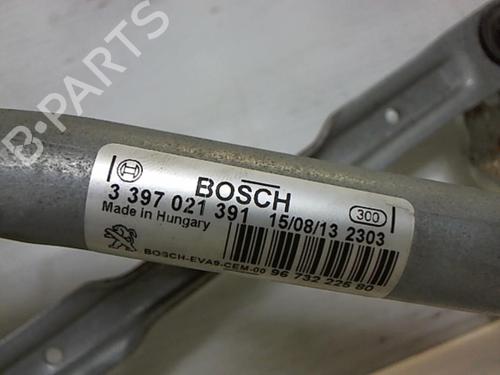 B-PARTS
BOSCH
3 397 021 391 15/08/13 2303
300
Made in Hungary
BOSCH-EVA9-CEM-00 96 732 225 80